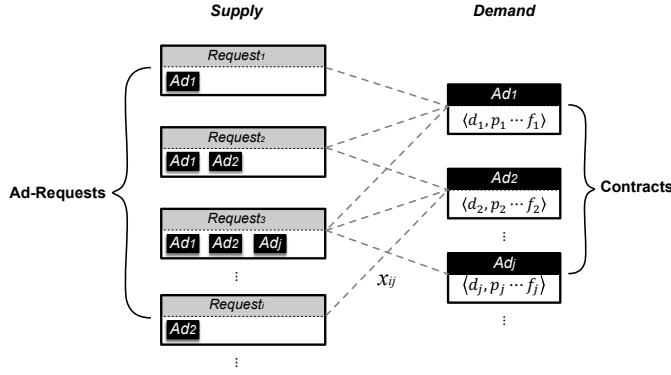 Supply
Demand
Request₁
Ad₁
Request₂
Ad₁ Ad₂
Request₃
Ad₁ Ad₂ Adⱼ
⋮
Requestᵢ
Ad₂
⋮
Ad-Requests
xᵢⱼ
Ad₁
⟨d₁, p₁ ⋯ f₁⟩
Ad₂
⟨d₂, p₂ ⋯ f₂⟩
⋮
Adⱼ
⟨dⱼ, pⱼ ⋯ fⱼ⟩
⋮
Contracts